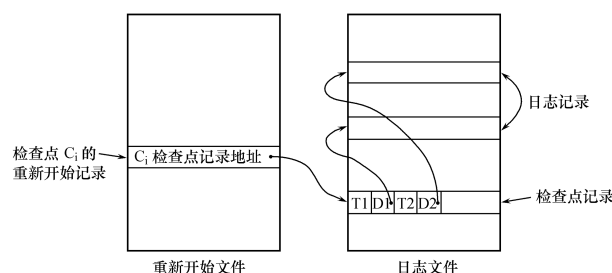 日志记录
检查点 Ci 的
重新开始记录
Ci 检查点记录地址
T1 D1 T2 D2
检查点记录
重新开始文件
日志文件